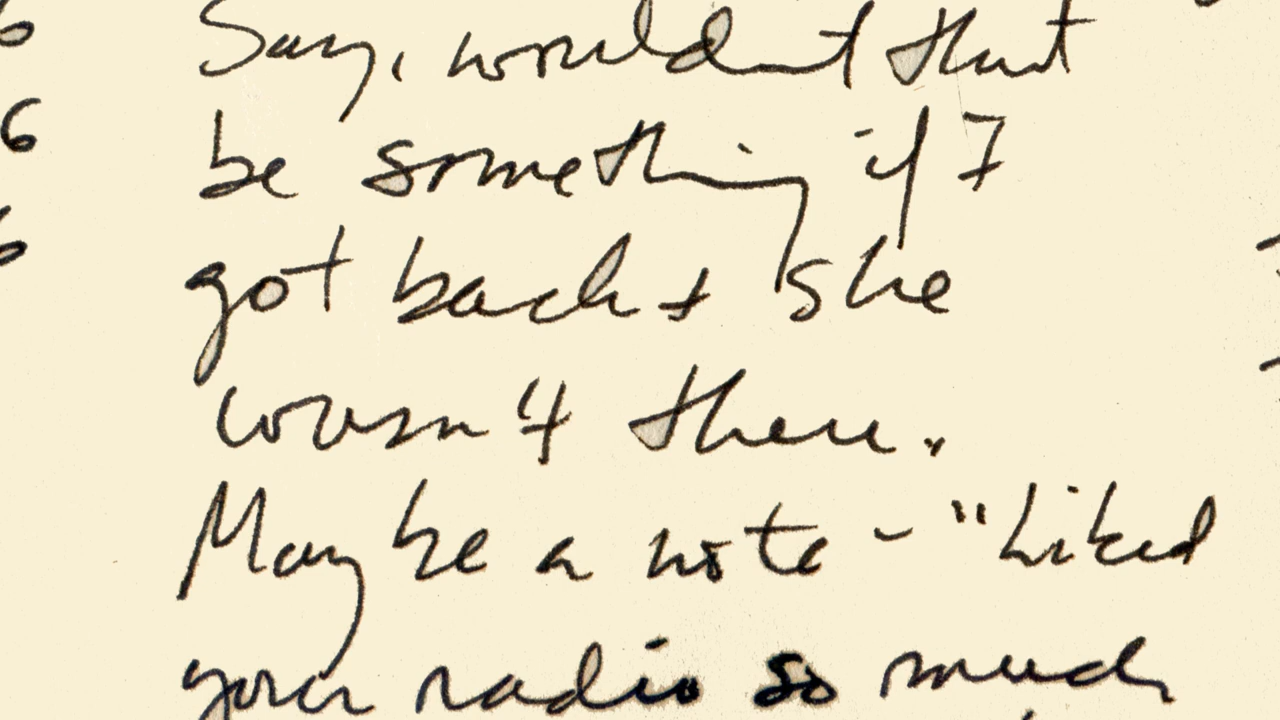 Say, wouldn't that
be something if I
got back + she
wasn't there.
Maybe a note - "Liked
your radio so much